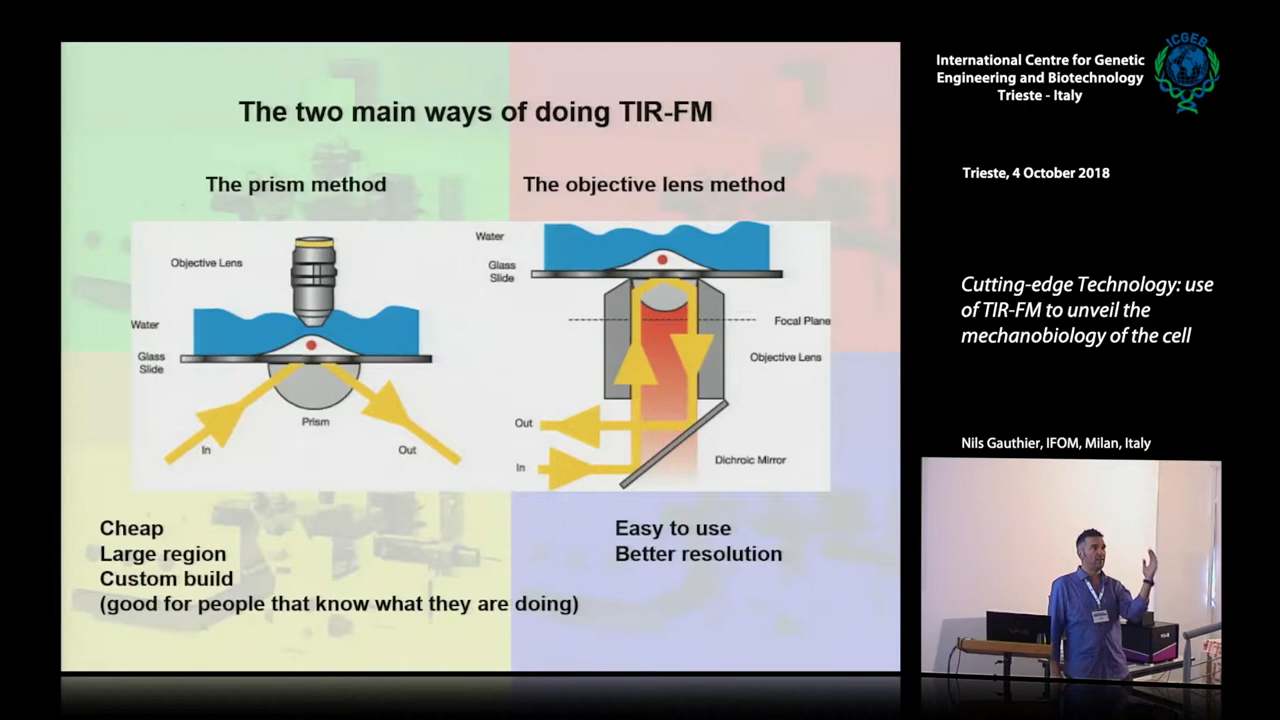 The two main ways of doing TIR-FM
The prism method
The objective lens method
Objective Lens
Water
Glass
Slide
Prism
In
Out
Water
Glass
Slide
Focal Plane
Objective Lens
Out
In
Dichroic Mirror
Cheap
Large region
Custom build
(good for people that know what they are doing)
Easy to use
Better resolution
International Centre for Genetic
Engineering and Biotechnology
Trieste - Italy
ICGEB
Trieste, 4 October 2018
Cutting-edge Technology: use
of TIR-FM to unveil the
mechanobiology of the cell
Nils Gauthier, IFOM, Milan, Italy